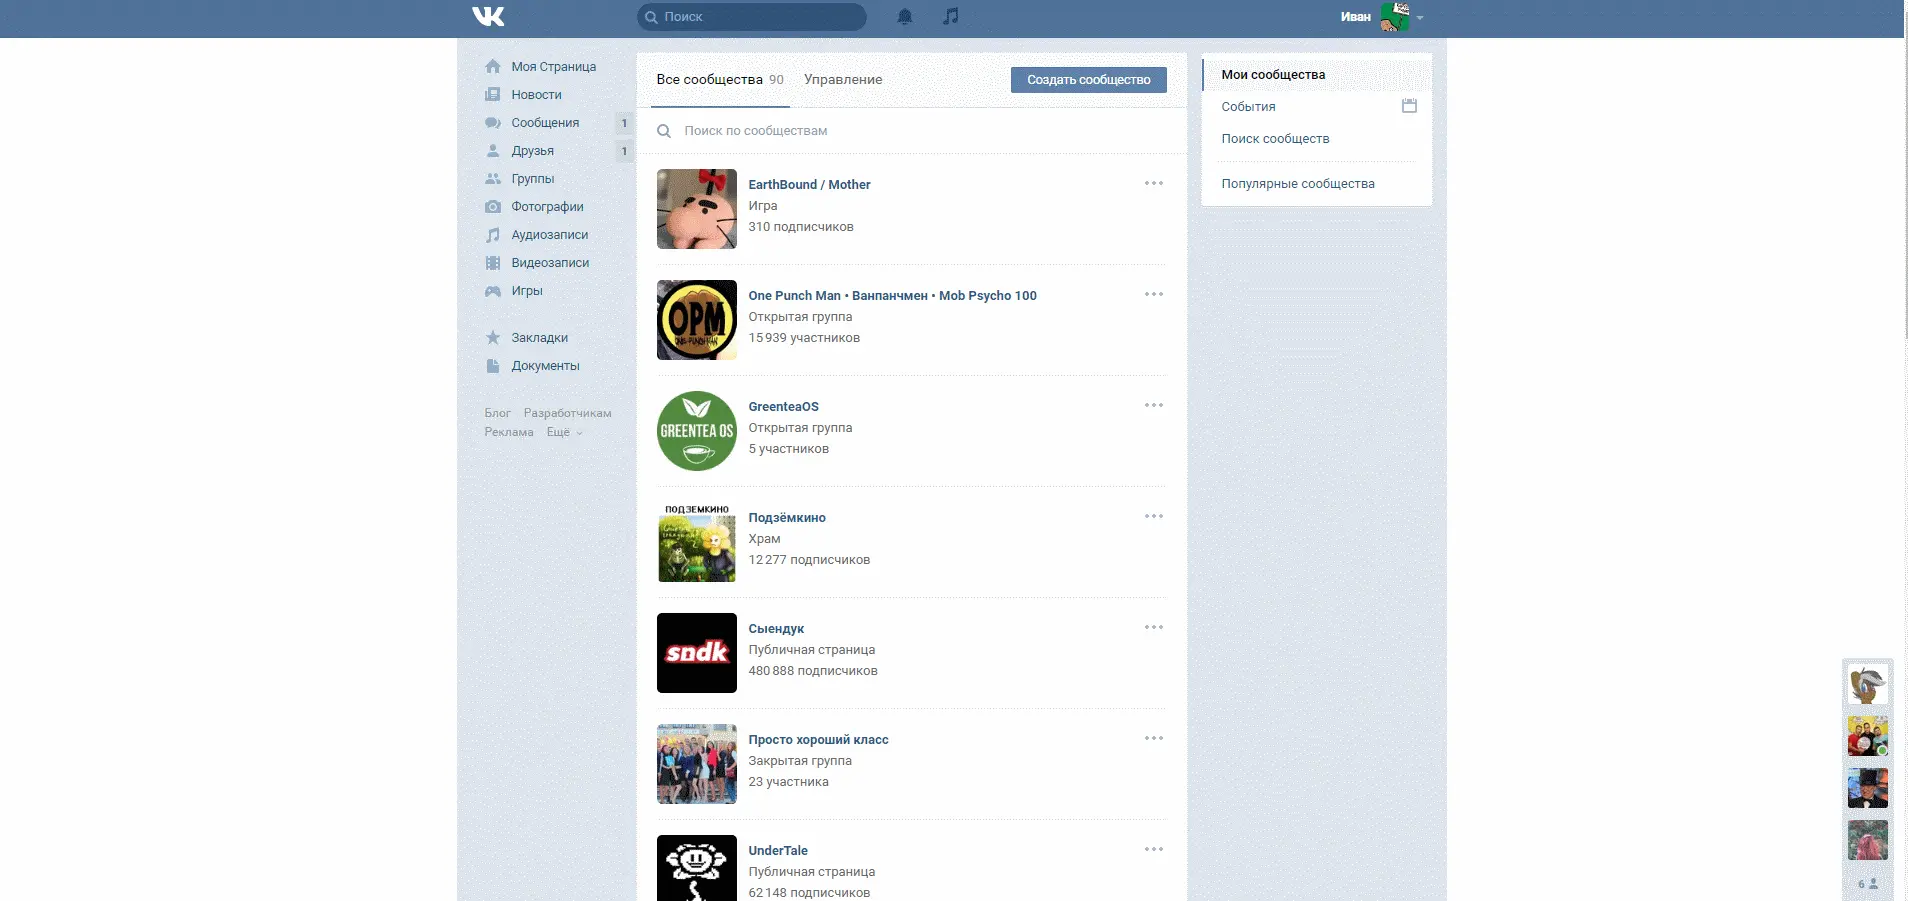 Поиск
Иван
Моя Страница
Новости
Сообщения 1
Друзья 1
Группы
Фотографии
Аудиозаписи
Видеозаписи
Игры
Закладки
Документы
Блог Разработчикам
Реклама Ещё
Все сообщества 90 Управление Создать сообщество
Поиск по сообществам
EarthBound / Mother
Игра
310 подписчиков
OPM
ONE PUNCH MAN
One Punch Man • Ванпанчмен • Mob Psycho 100
Открытая группа
15 939 участников
GREENTEA OS
GreenteaOS
Открытая группа
5 участников
ПОДЗЕМКИНО
Подзёмкино
Храм
12 277 подписчиков
sndk
Сыендук
Публичная страница
480 888 подписчиков
Просто хороший класс
Закрытая группа
23 участника
UnderTale
Публичная страница
62 148 подписчиков
Мои сообщества
События
Поиск сообществ
Популярные сообщества
6